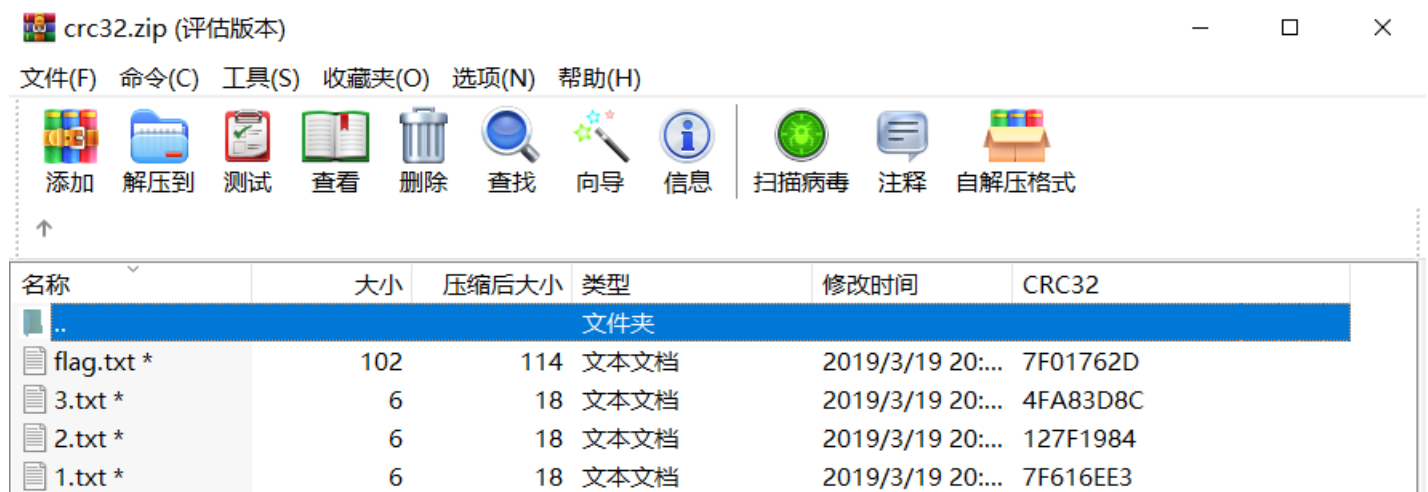 crc32.zip (评估版本)
文件(F) 命令(C) 工具(S) 收藏夹(O) 选项(N) 帮助(H)
添加 解压到 测试 查看 删除 查找 向导 信息 扫描病毒 注释 自解压格式
名称 大小 压缩后大小 类型 修改时间 CRC32
.. 文件夹
flag.txt * 102 114 文本文档 2019/3/19 20:... 7F01762D
3.txt * 6 18 文本文档 2019/3/19 20:... 4FA83D8C
2.txt * 6 18 文本文档 2019/3/19 20:... 127F1984
1.txt * 6 18 文本文档 2019/3/19 20:... 7F616EE3